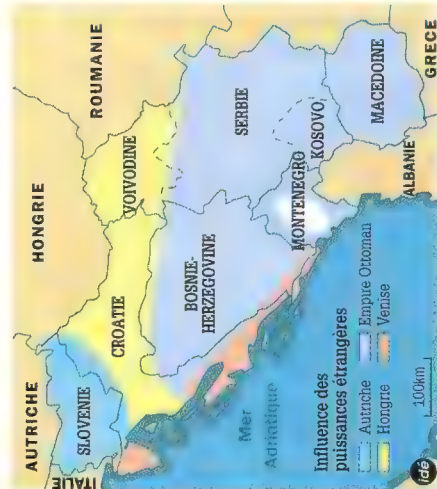 AUTRICHE
HONGRIE
ROUMANIE
ITALIE
SLOVENIE
CROATIE
VOIVODINE
BOSNIE-
HERZEGOVINE
SERBIE
MONTENEGRO
KOSOVO
MACEDOINE
ALBANIE
GRECE
Mer
Adriatique
Influence des
puissances étrangères
Autriche
Empire Ottoman
Hongrie
Venise
100km
idé